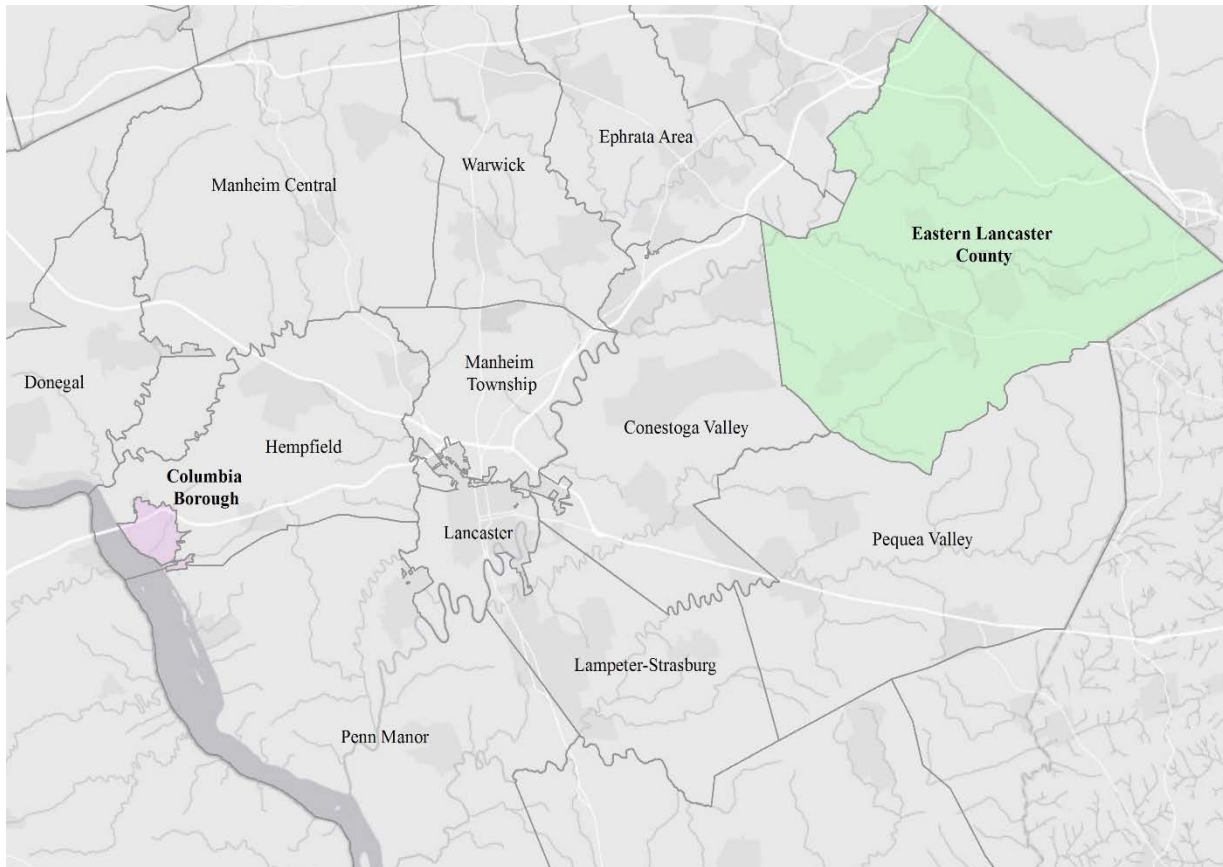 Ephrata Area
Warwick
Manheim Central
Eastern Lancaster
County
Manheim
Township
Donegal
Conestoga Valley
Hempfield
Columbia
Borough
Lancaster
Pequea Valley
Lampeter-Strasburg
Penn Manor